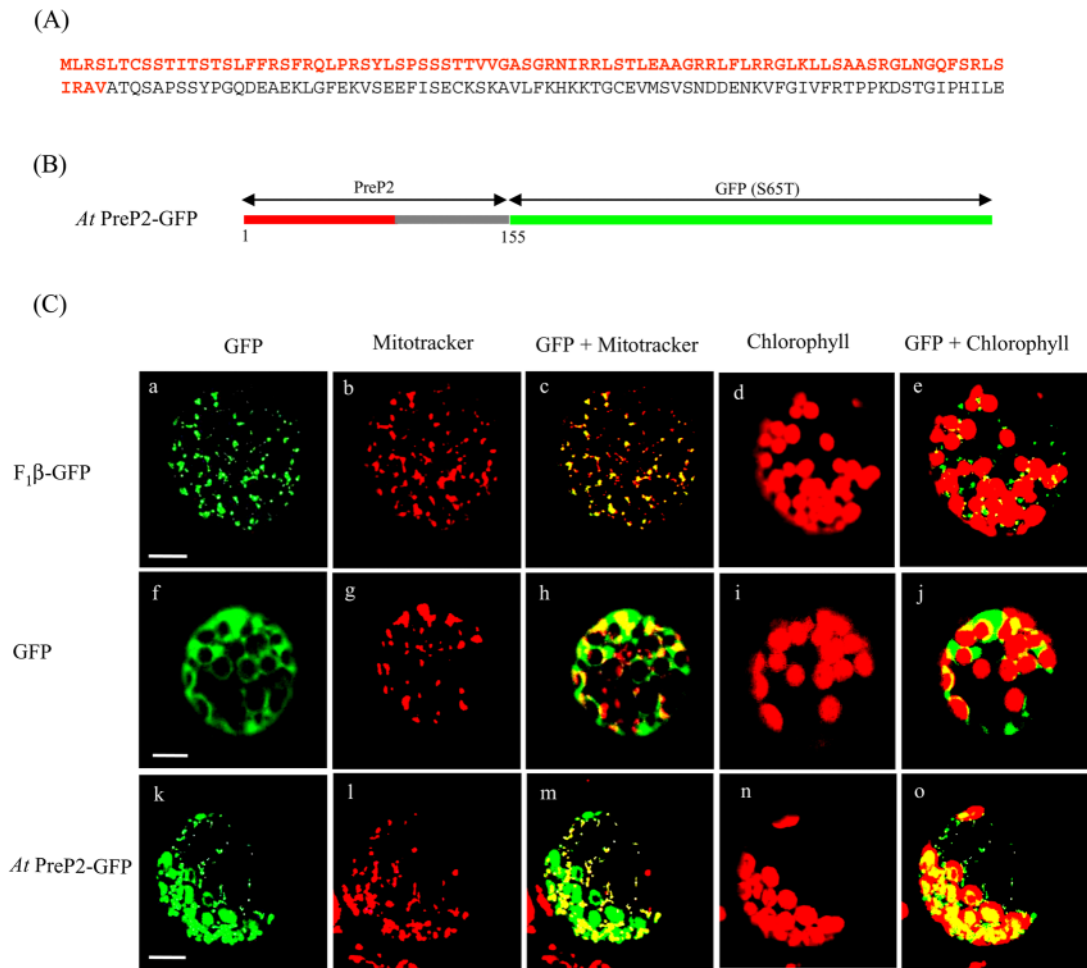 (A)
MLRSLTCSSTITSTSLFFRSFRQLPRSYLSPSSSTTVVGASGRNIRRLSTLEAAGRRLFLRRGLKLLSAASRGLNGQFSRLS
IRAVATQSAPSSYPGQDEAEKLGFEKVSEEFISECKSKAVLFKHKKTGCEVMSVSNDDENKVFGIVFRTPPKDSTGIPHILE
(B)
PreP2 GFP (S65T)
At PreP2-GFP
1 155
(C)
GFP Mitotracker GFP + Mitotracker Chlorophyll GFP + Chlorophyll
a b c d e
F₁β-GFP
f g h i j
GFP
k l m n o
At PreP2-GFP